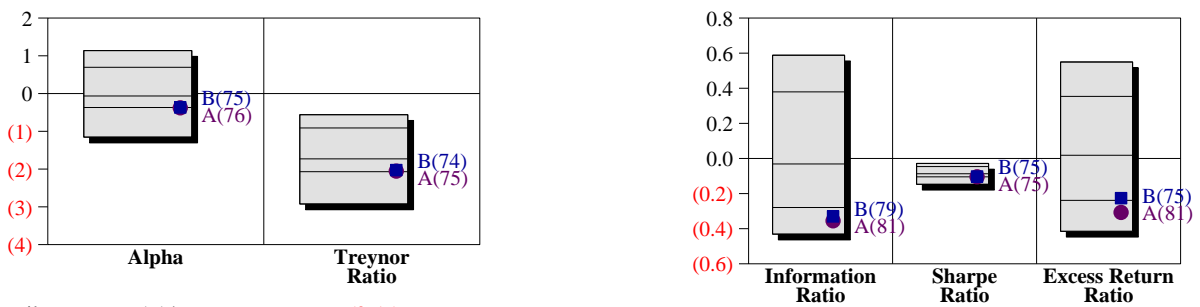 2
1
0
(1)
(2)
(3)
(4)
B(75)
A(76)
B(74)
A(75)
Alpha
Treynor
Ratio
0.8
0.6
0.4
0.2
0.0
(0.2)
(0.4)
(0.6)
B(79)
A(81)
B(75)
A(75)
B(75)
A(81)
Information
Ratio
Sharpe
Ratio
Excess Return
Ratio